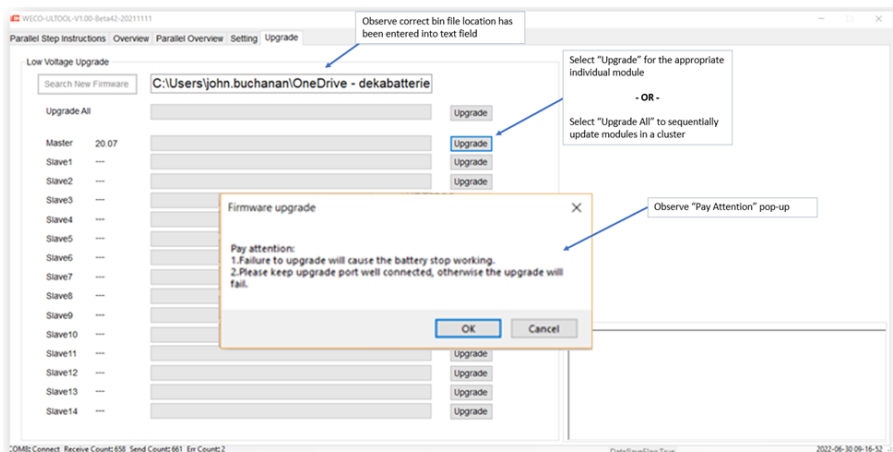 WECO-ULTOOL-V1.00-Beta42-20211111
Parallel Step Instructions Overview Parallel Overview Setting Upgrade
Observe correct bin file location has
been entered into text field
Low Voltage Upgrade
Search New Firmware C:\Users\john.buchanan\OneDrive - dekabatterie
Select “Upgrade” for the appropriate
individual module
- OR -
Select “Upgrade All” to sequentially
update modules in a cluster
Upgrade All Upgrade
Master 20.07 Upgrade
Slave1 --- Upgrade
Slave2 --- Upgrade
Slave3 ---
Slave4 ---
Slave5 ---
Slave6 ---
Slave7 ---
Slave8 ---
Slave9 ---
Slave10 ---
Slave11 --- Upgrade
Slave12 --- Upgrade
Slave13 --- Upgrade
Slave14 --- Upgrade
Firmware upgrade
Pay attention:
1.Failure to upgrade will cause the battery stop working.
2.Please keep upgrade port well connected, otherwise the upgrade will
fail.
OK Cancel
Observe “Pay Attention” pop-up
COM8: Connect Receive Count: 658 Send Count: 661 Err Count: 2
DataSaveFlag:True
2022-06-30 09-16-52